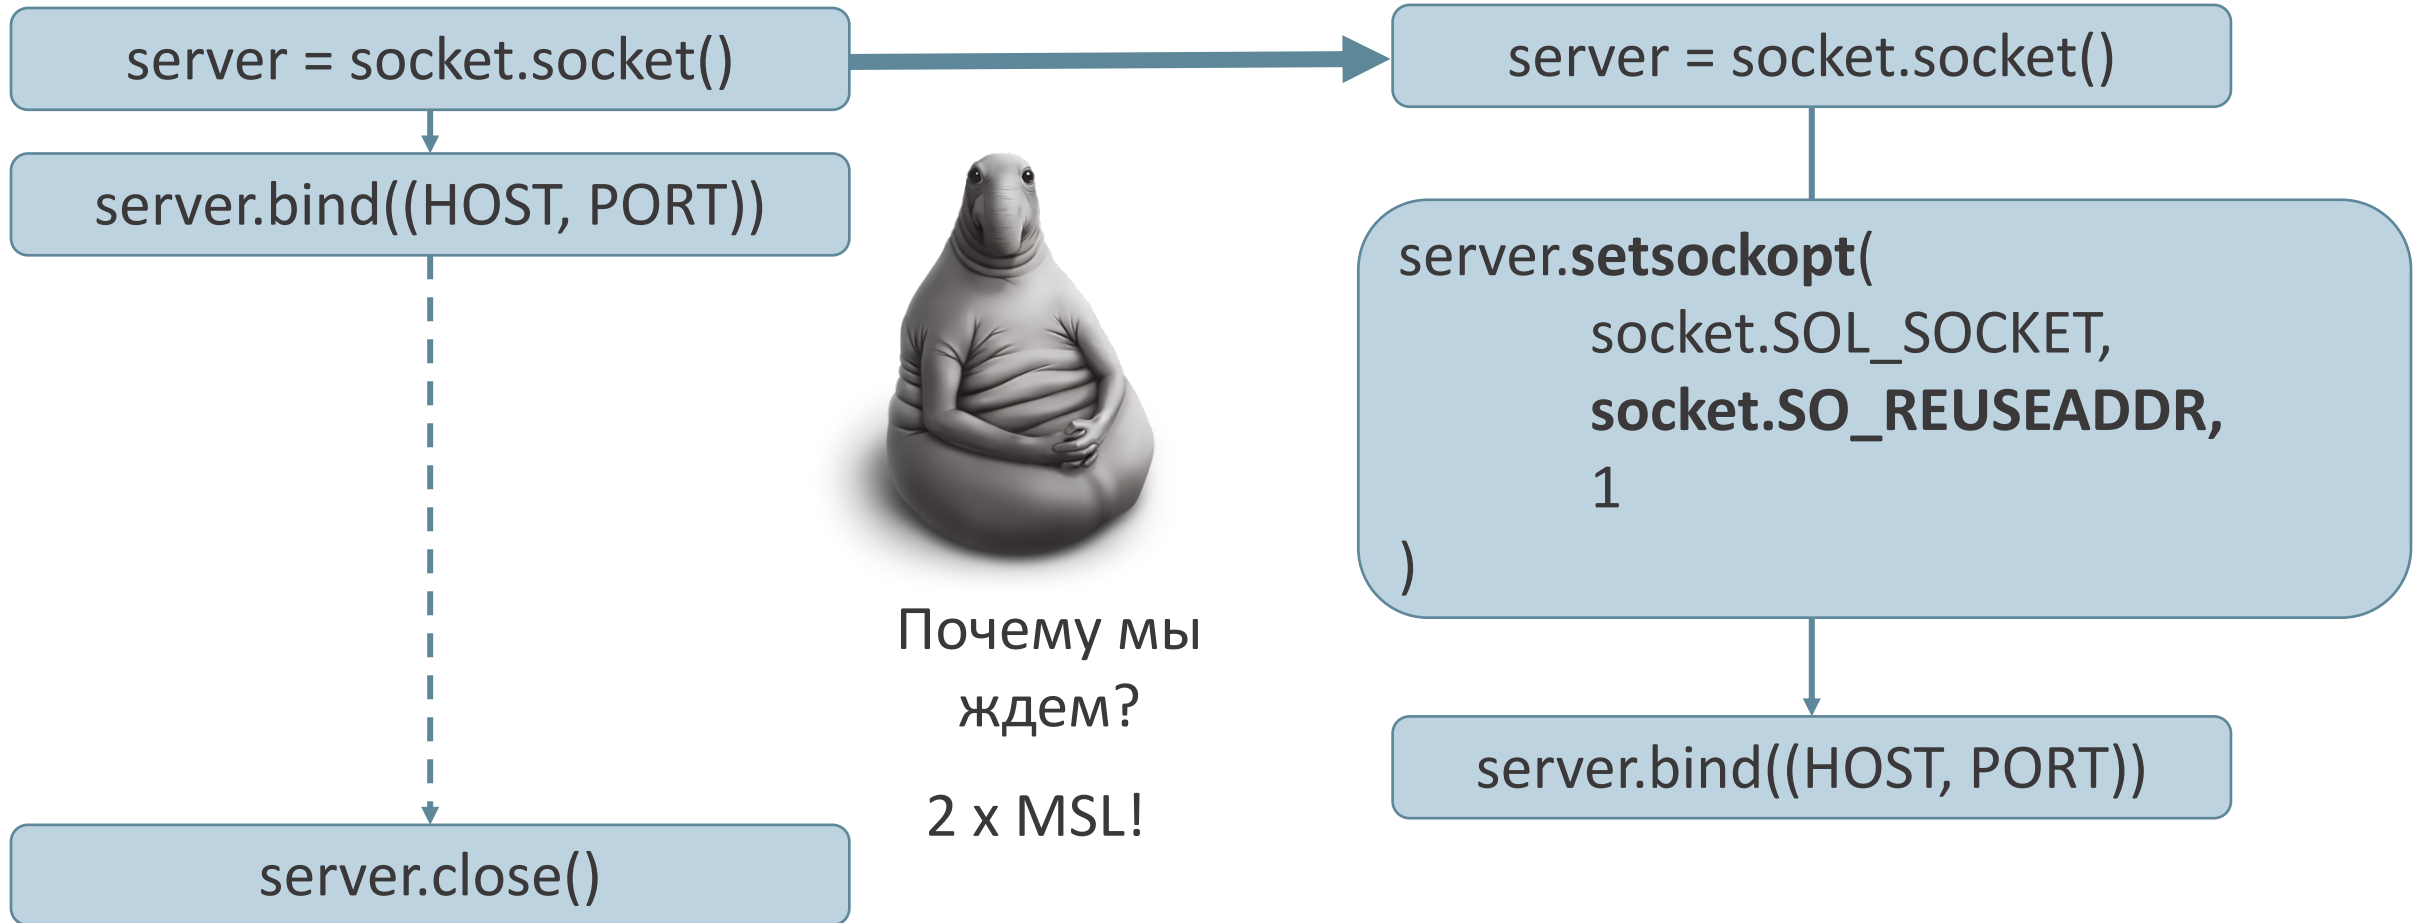 server = socket.socket()
server.bind((HOST, PORT))
server.close()
Почему мы
ждем?
2 x MSL!
server = socket.socket()
server.setsockopt(
socket.SOL_SOCKET,
socket.SO_REUSEADDR,
1
)
server.bind((HOST, PORT))